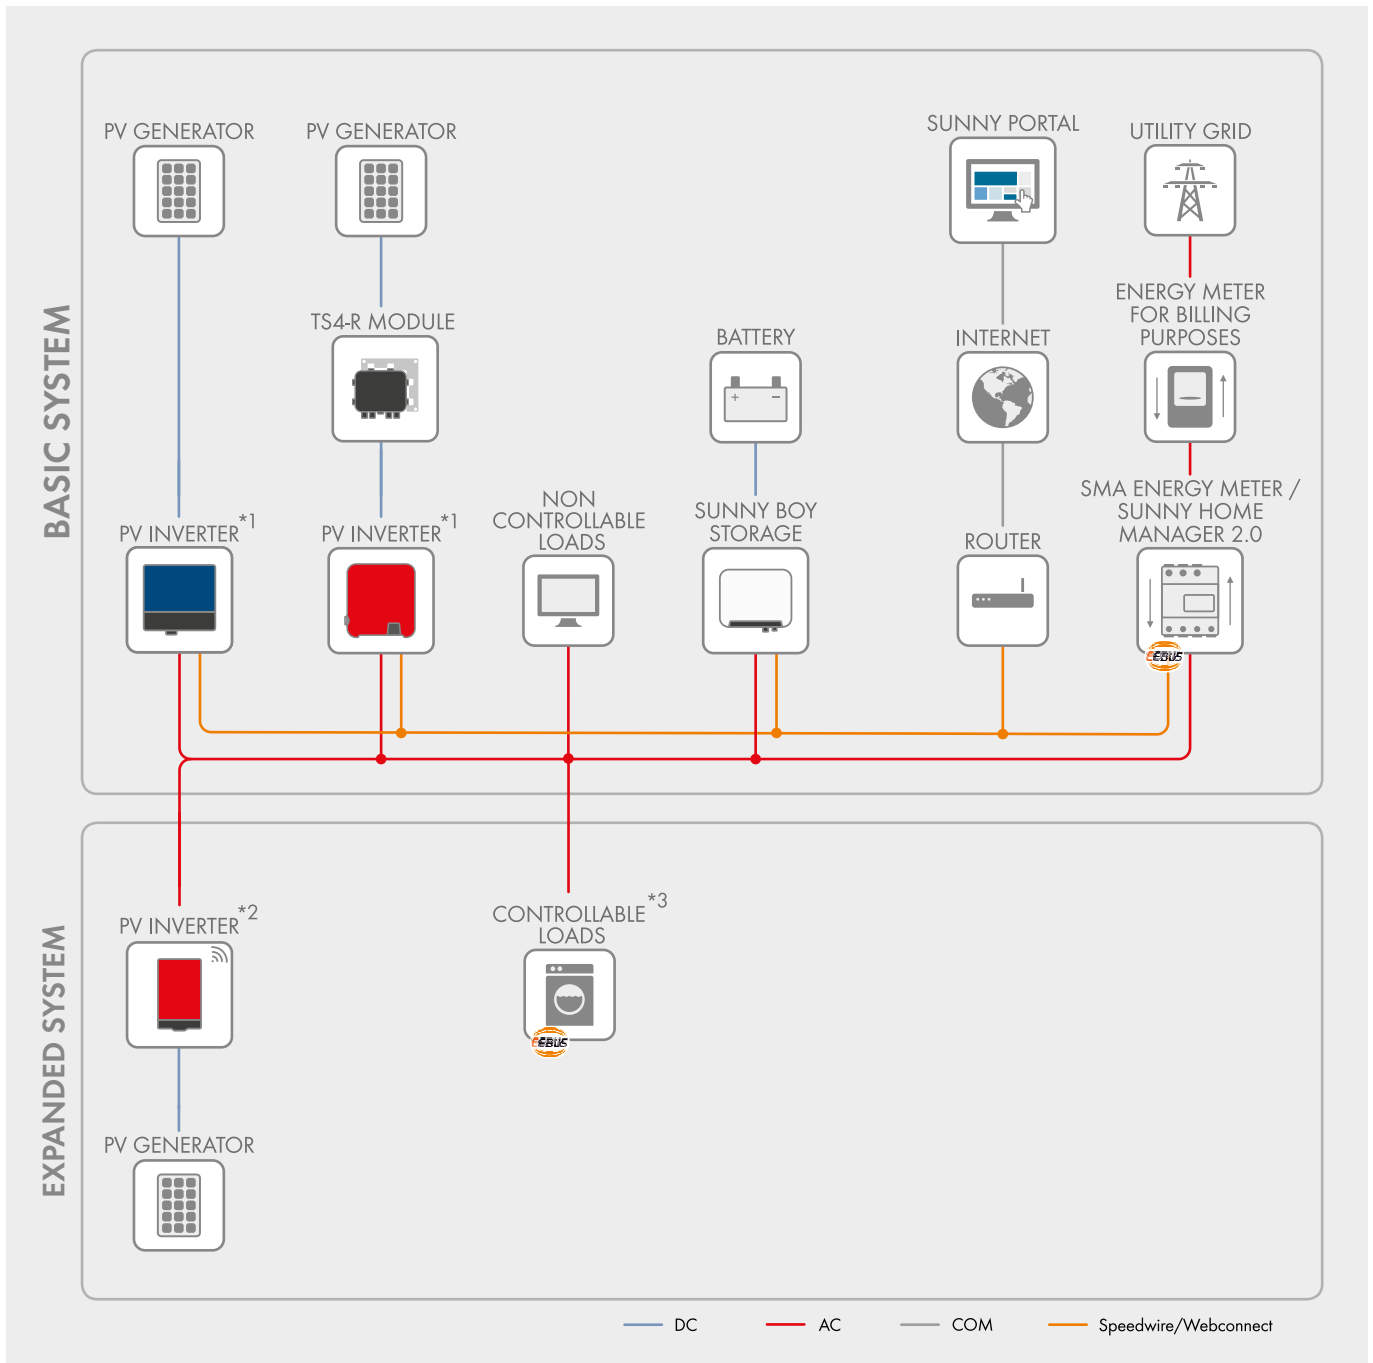 BASIC SYSTEM
PV GENERATOR
PV GENERATOR
SUNNY PORTAL
UTILITY GRID
TS4-R MODULE
BATTERY
INTERNET
ENERGY METER
FOR BILLING
PURPOSES
PV INVERTER*1
PV INVERTER*1
NON
CONTROLLABLE
LOADS
SUNNY BOY
STORAGE
ROUTER
SMA ENERGY METER /
SUNNY HOME
MANAGER 2.0
EEBUS
EXPANDED SYSTEM
PV INVERTER*2
CONTROLLABLE*3
LOADS
EEBUS
PV GENERATOR
DC
AC
COM
Speedwire/Webconnect